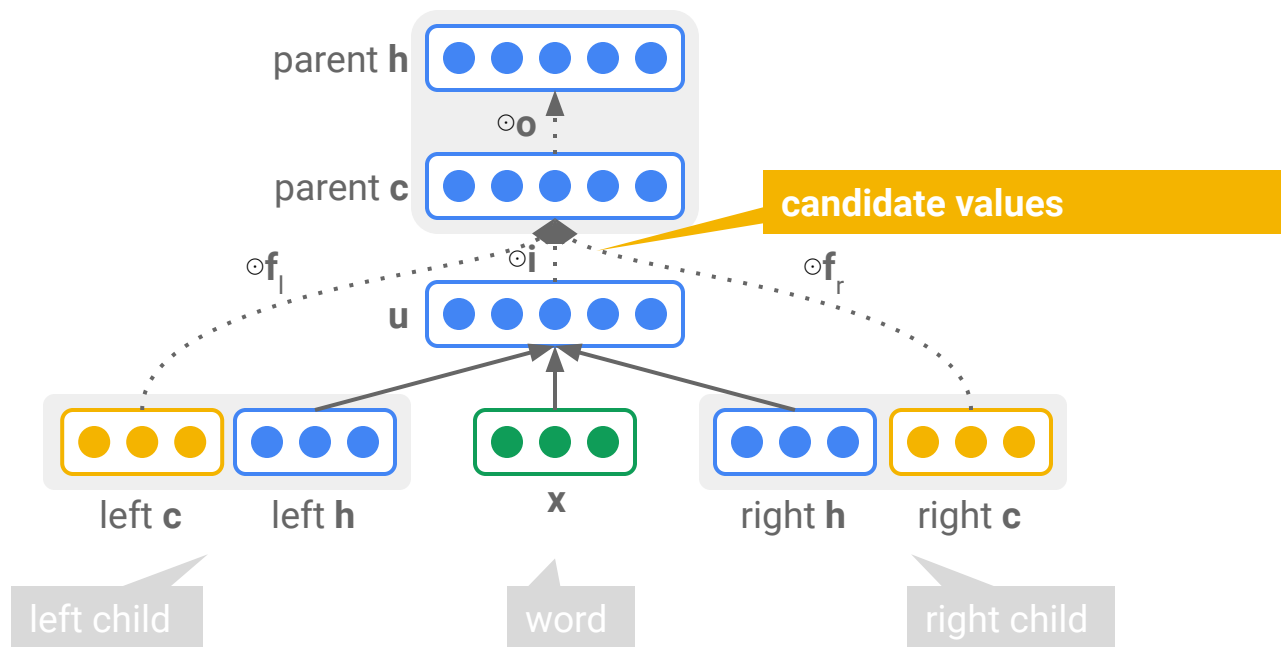 parent h
⊙o
parent c
candidate values
⊙fl
⊙i
⊙fr
u
left c
left h
x
right h
right c
left child
word
right child